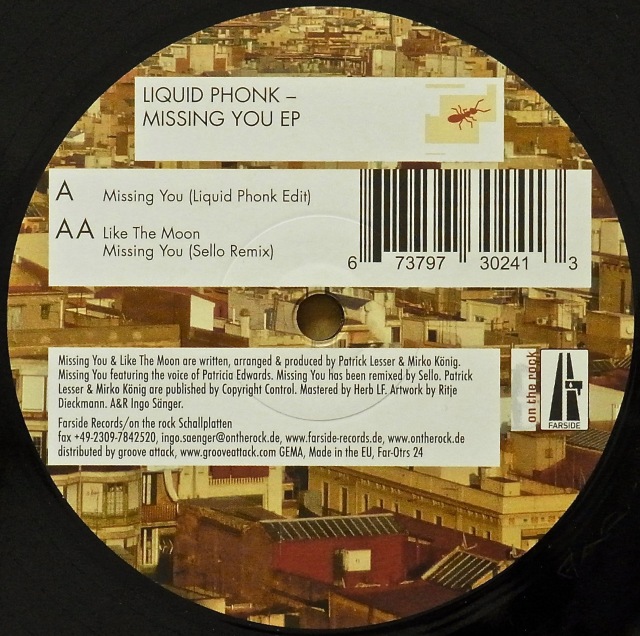 LIQUID PHONK –
MISSING YOU EP
A Missing You (Liquid Phonk Edit)
AA Like The Moon
Missing You (Sello Remix)
6 73797 30241 3
Missing You & Like The Moon are written, arranged & produced by Patrick Lesser & Mirko König.
Missing You featuring the voice of Patricia Edwards. Missing You has been remixed by Sello. Patrick
Lesser & Mirko König are published by Copyright Control. Mastered by Herb LF. Artwork by Ritje
Dieckmann. A&R Ingo Sänger.
Farside Records/on the rock Schallplatten
fax +49-2309-7842520, ingo.saenger@ontherock.de, www.farside-records.de, www.ontherock.de
distributed by groove attack, www.grooveattack.com GEMA, Made in the EU, Far-Otrs 24
on the rock
FARSIDE